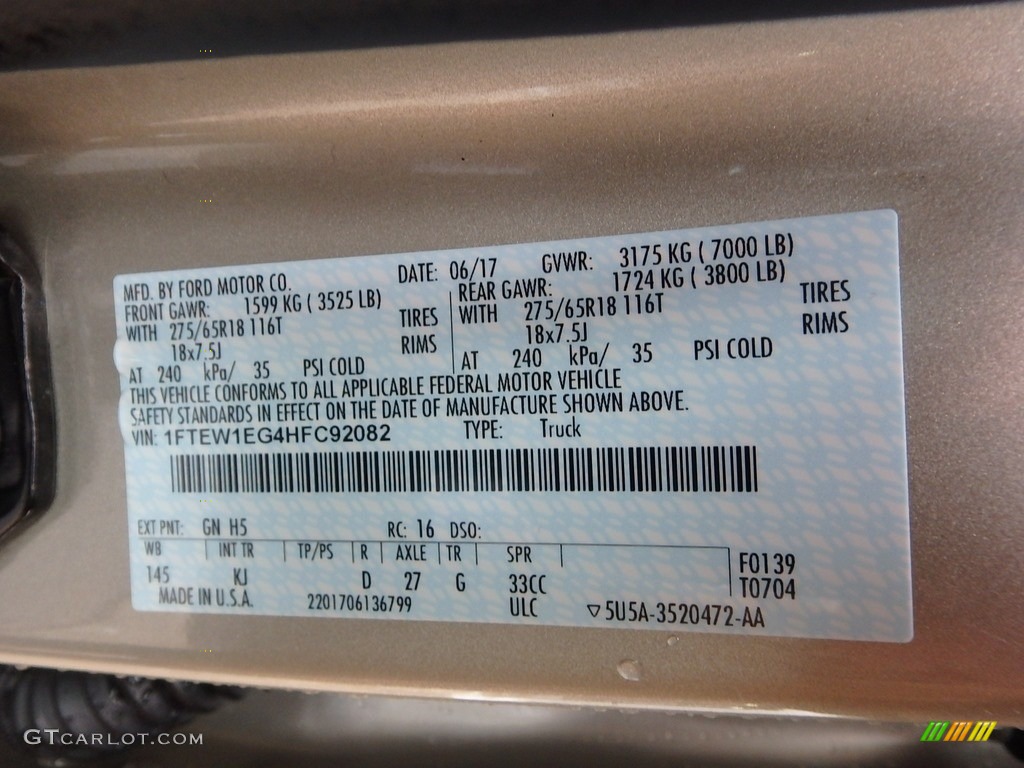 MFD. BY FORD MOTOR CO. DATE: 06/17 GVWR: 3175 KG ( 7000 LB)
FRONT GAWR: 1599 KG ( 3525 LB) REAR GAWR: 1724 KG ( 3800 LB)
WITH 275/65R18 116T TIRES WITH 275/65R18 116T TIRES
18x7.5J RIMS 18x7.5J RIMS
AT 240 kPa/ 35 PSI COLD AT 240 kPa/ 35 PSI COLD
THIS VEHICLE CONFORMS TO ALL APPLICABLE FEDERAL MOTOR VEHICLE
SAFETY STANDARDS IN EFFECT ON THE DATE OF MANUFACTURE SHOWN ABOVE.
VIN: 1FTEW1EG4HFC92082 TYPE: Truck
EXT PNT: GN H5 RC: 16 DSO:
WB INT TR TP/PS R AXLE TR SPR F0139
145 KJ D 27 G 33CC T0704
MADE IN U.S.A. 2201706136799 ULC ▽5U5A-3520472-AA
GTCARLOT.COM